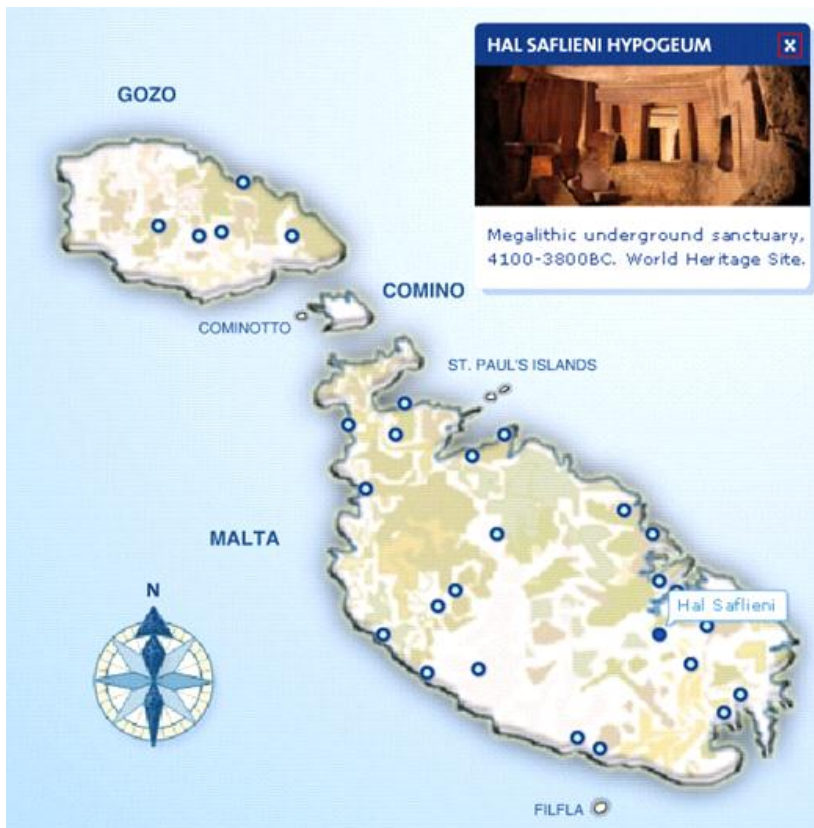 HAL SAFLIENI HYPOGEUM X
Megalithic underground sanctuary,
4100-3800BC. World Heritage Site.
GOZO
COMINO
COMINOTTO
ST. PAUL'S ISLANDS
MALTA
N
Hal Saflieni
FILFLA